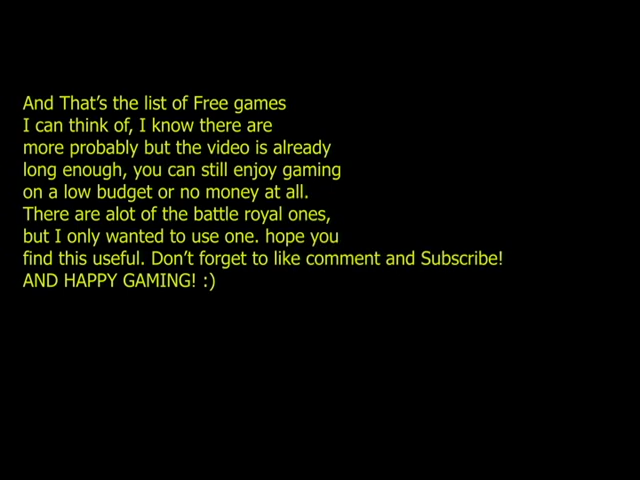 And That's the list of Free games
I can think of, I know there are
more probably but the video is already
long enough, you can still enjoy gaming
on a low budget or no money at all.
There are alot of the battle royal ones,
but I only wanted to use one. hope you
find this useful. Don't forget to like comment and Subscribe!
AND HAPPY GAMING! :)